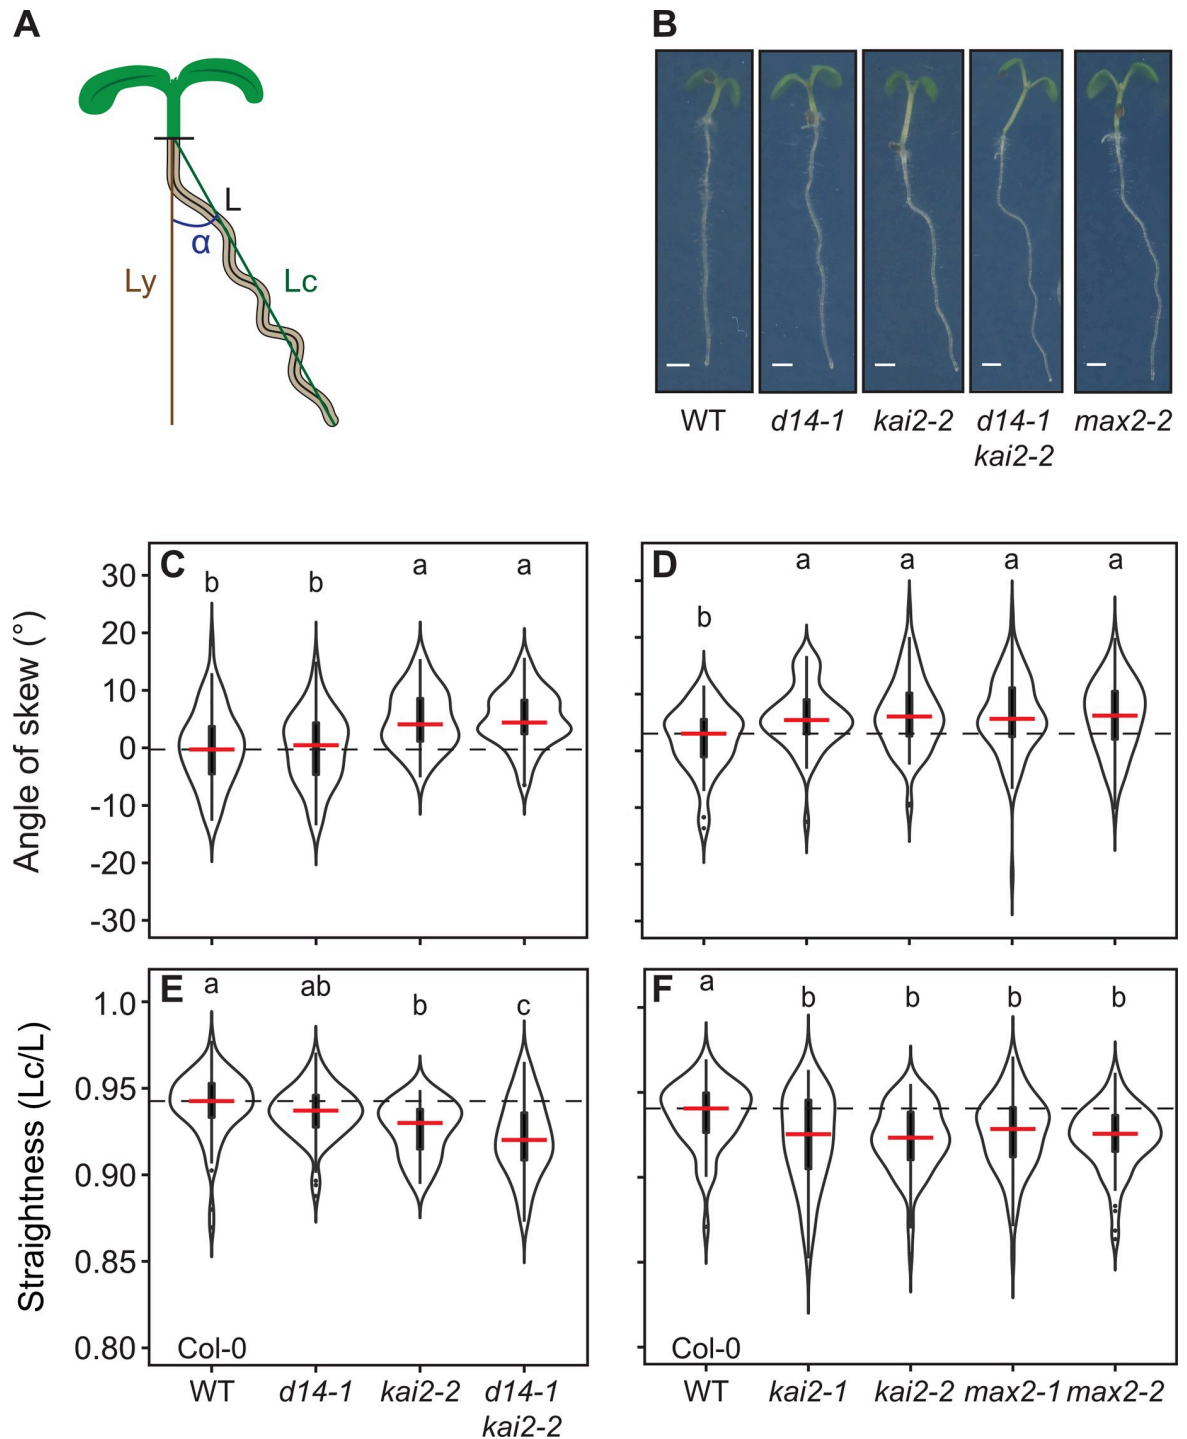 A
L
α
Ly
Lc
B
WT
d14-1
kai2-2
d14-1
kai2-2
max2-2
Angle of skew (°)
30
20
10
0
-10
-20
-30
C
b
b
a
a
D
b
a
a
a
a
Straightness (Lc/L)
1.0
0.95
0.90
0.85
0.80
E
a
ab
b
c
Col-0
WT
d14-1
kai2-2
d14-1
kai2-2
F
a
b
b
b
b
Col-0
WT
kai2-1
kai2-2
max2-1
max2-2